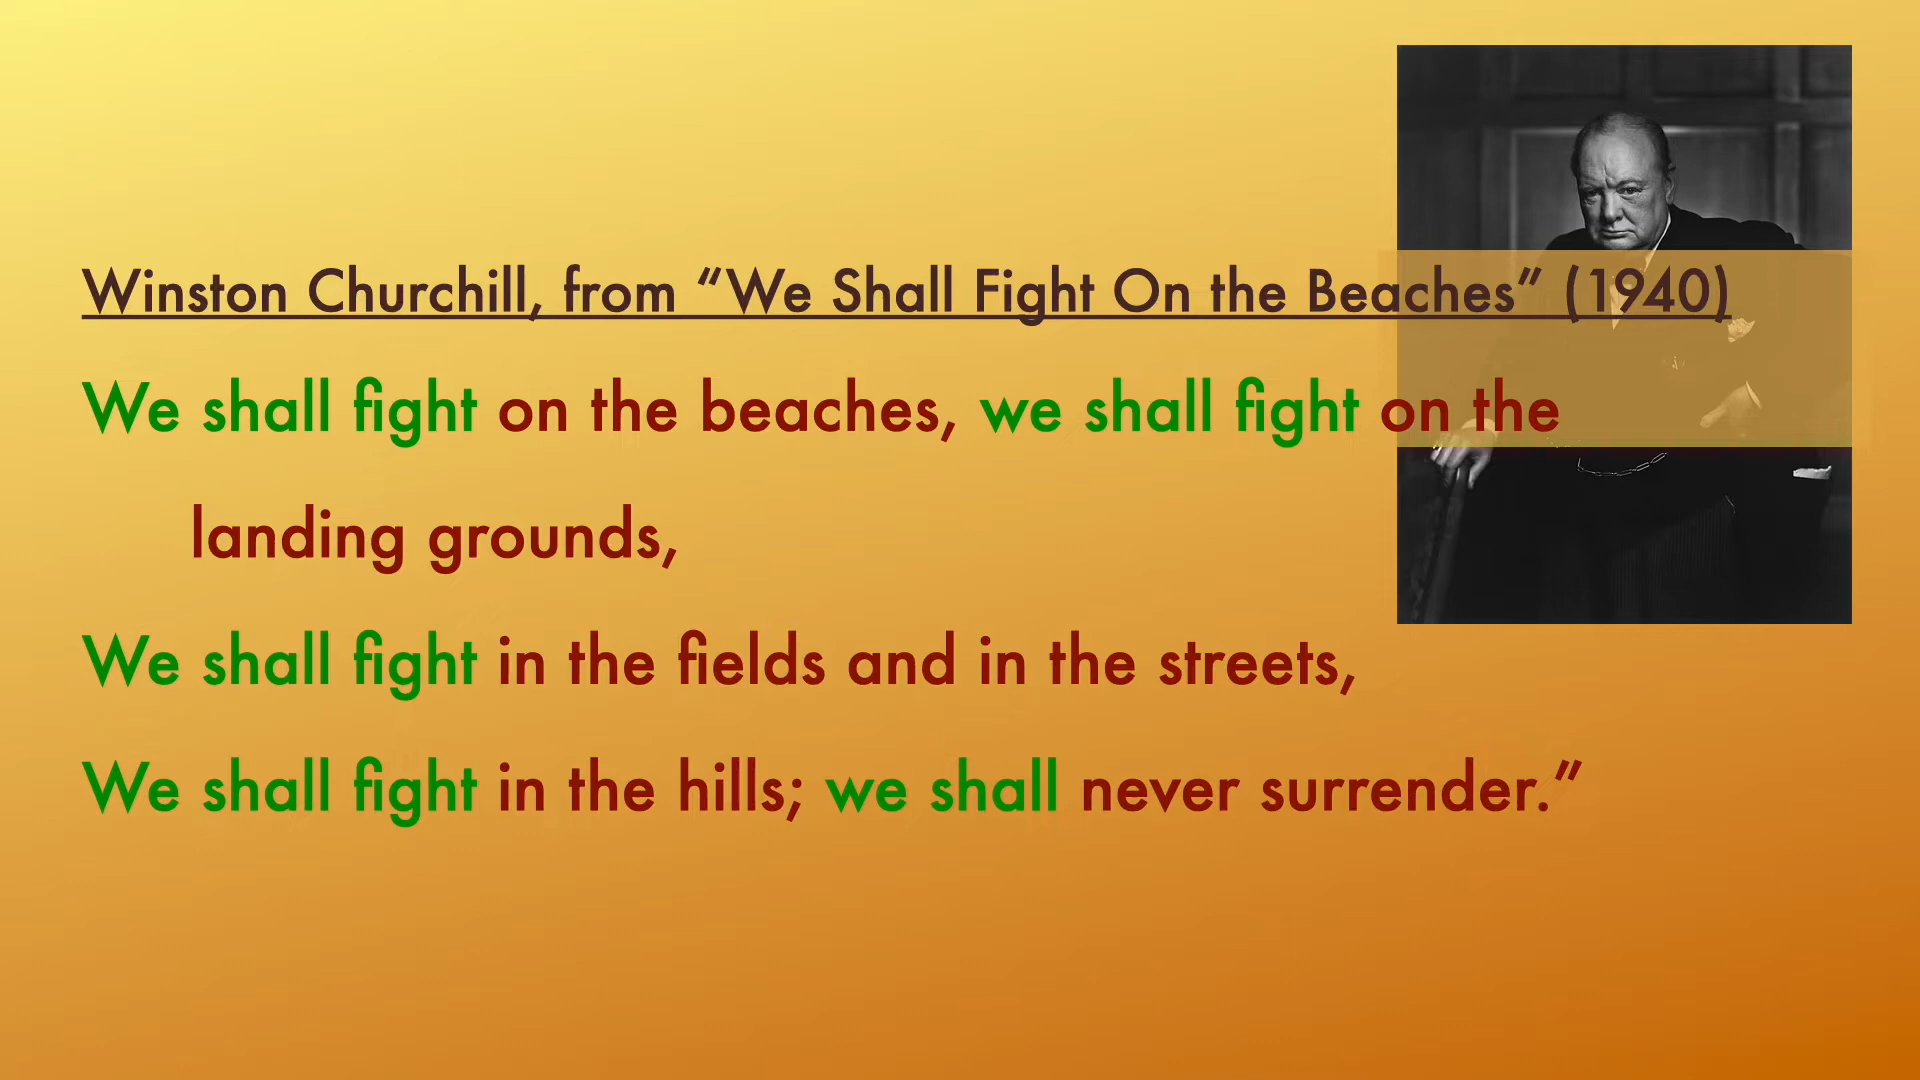 Winston Churchill, from “We Shall Fight On the Beaches” (1940)
We shall fight on the beaches, we shall fight on the
landing grounds,
We shall fight in the fields and in the streets,
We shall fight in the hills; we shall never surrender.”